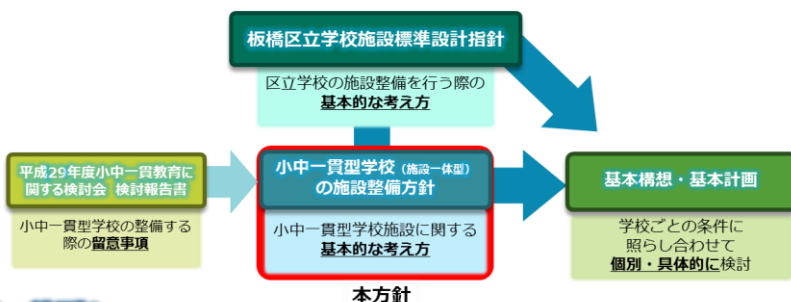 板橋区立学校施設標準設計指針
区立学校の施設整備を行う際の
基本的な考え方
平成29年度小中一貫教育に
関する検討会 検討報告書
小中一貫型学校の整備する
際の留意事項
小中一貫型学校(施設一体型)
の施設整備方針
小中一貫型学校施設に関する
基本的な考え方
基本構想・基本計画
学校ごとの条件に
照らし合わせて
個別・具体的に検討
本方針